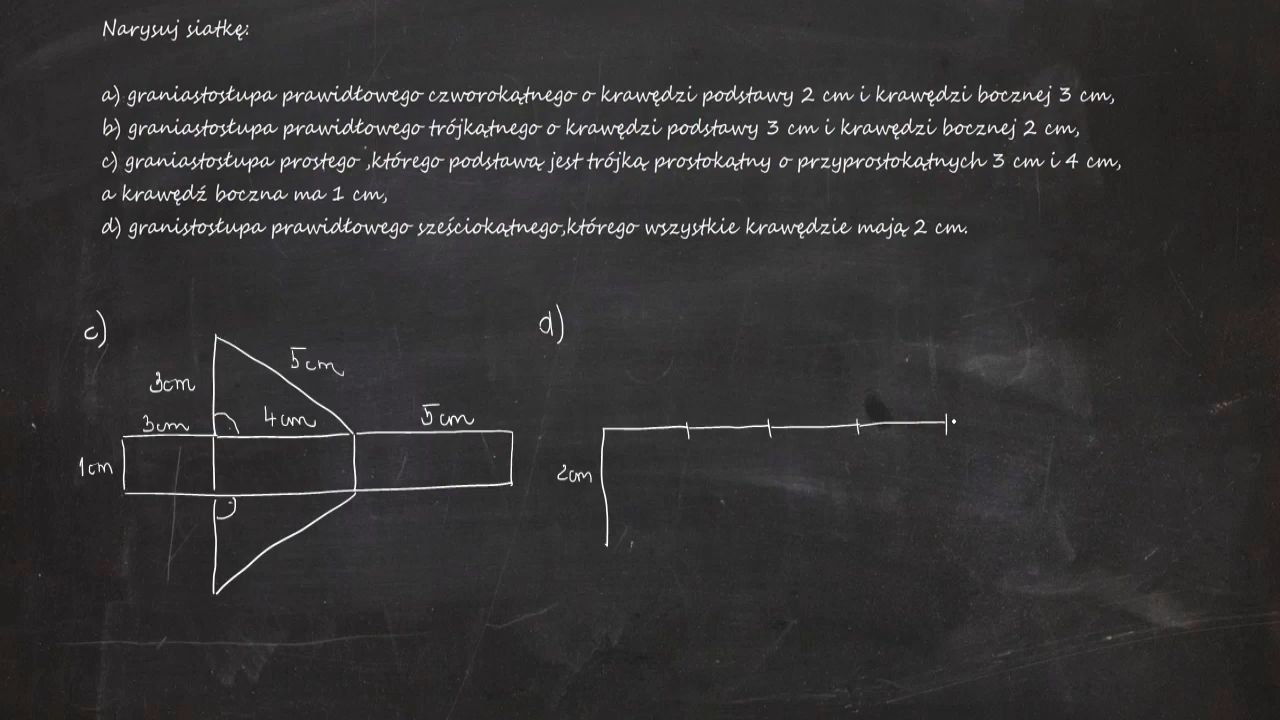 Narysuj siatkę:
a) graniastosłupa prawidłowego czworokątnego o krawędzi podstawy 2 cm i krawędzi bocznej 3 cm,
b) graniastosłupa prawidłowego trójkątnego o krawędzi podstawy 3 cm i krawędzi bocznej 2 cm,
c) graniastosłupa prostego ,którego podstawą jest trójką prostokątny o przyprostokątnych 3 cm i 4 cm,
a krawędź boczna ma 1 cm,
d) granistosłupa prawidłowego sześciokątnego,którego wszystkie krawędzie mają 2 cm.
c)
5cm
3cm
3cm 4cm 5cm
1cm
d)
2cm